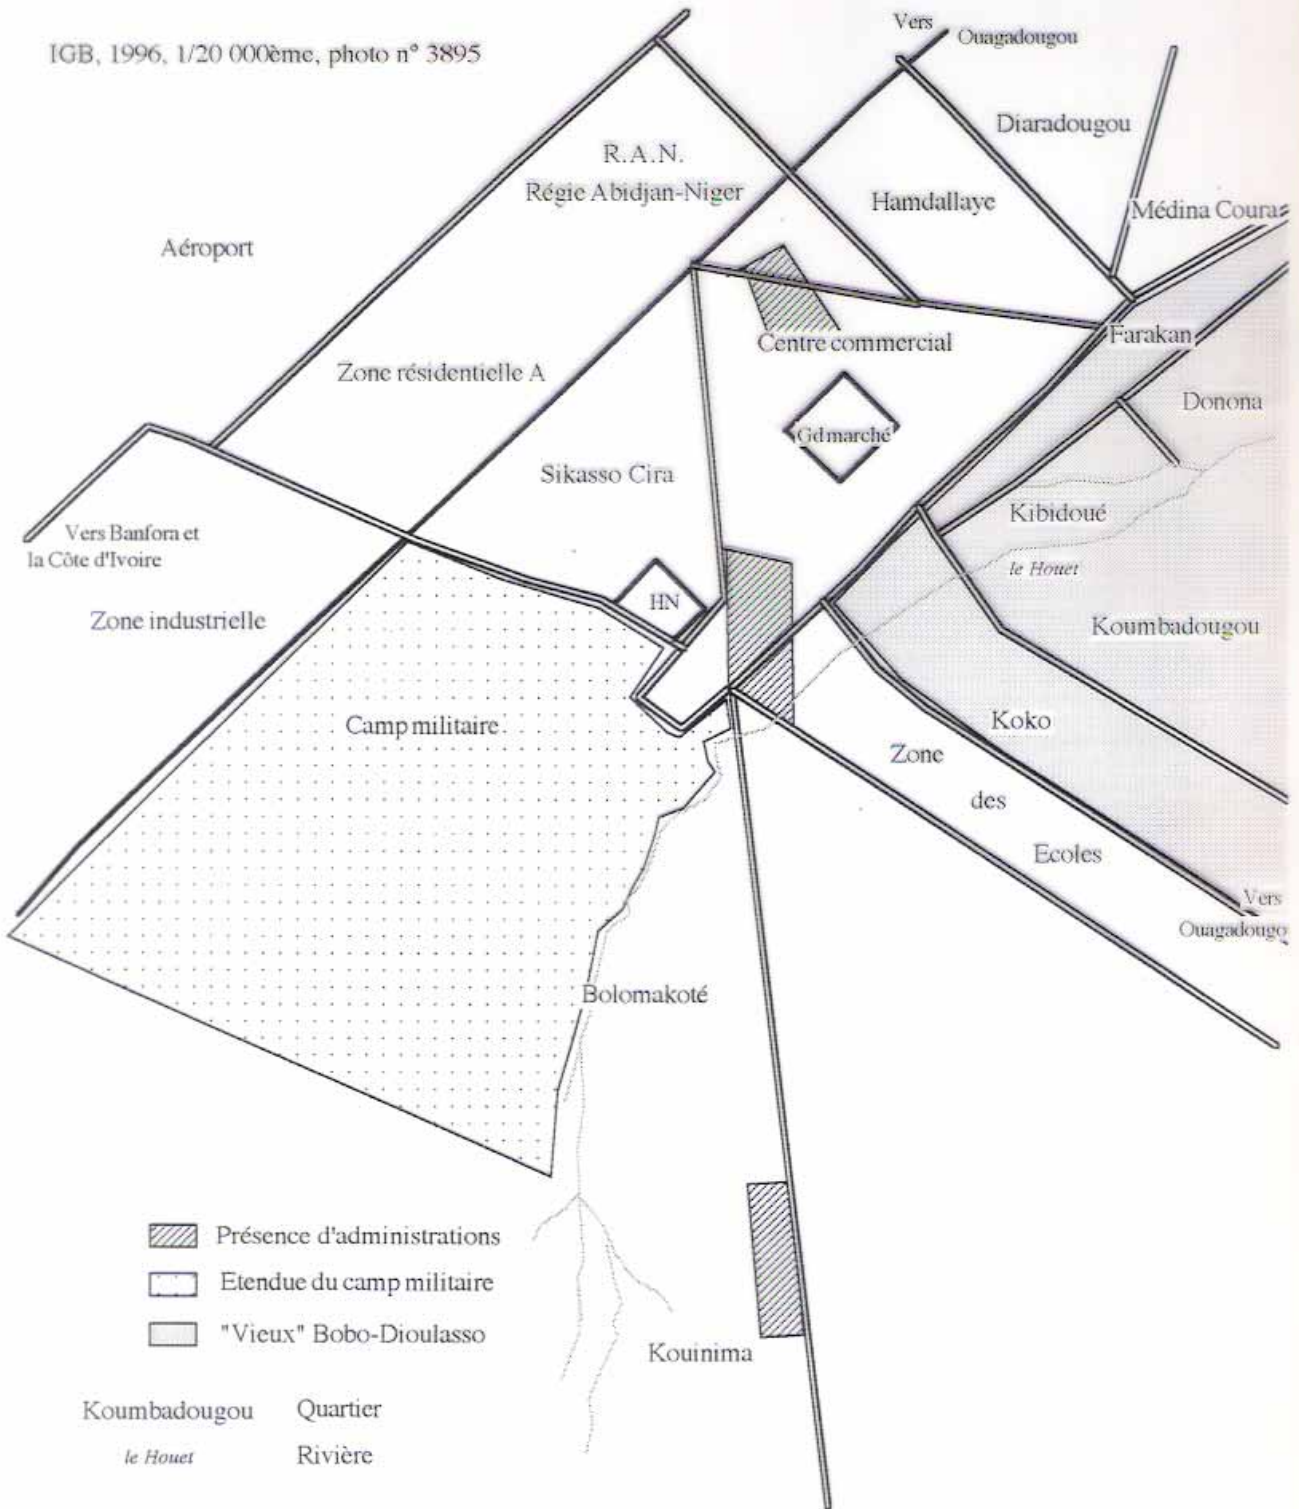 IGB, 1996, 1/20 000ème, photo n° 3895
Vers
Ouagadougou
Diaradougou
R.A.N.
Régie Abidjan-Niger
Hamdallaye
Médina Coura
Aéroport
Centre commercial
Farakan
Zone résidentielle A
Donona
Gd marché
Sikasso Cira
Kibidoué
Vers Banfora et
la Côte d'Ivoire
le Houet
HN
Zone industrielle
Koumbadougou
Camp militaire
Koko
Zone
des
Ecoles
Vers
Ouagadougo
Bolomakoté
Présence d'administrations
Etendue du camp militaire
"Vieux" Bobo-Dioulasso
Kouinima
Koumbadougou Quartier
le Houet Rivière